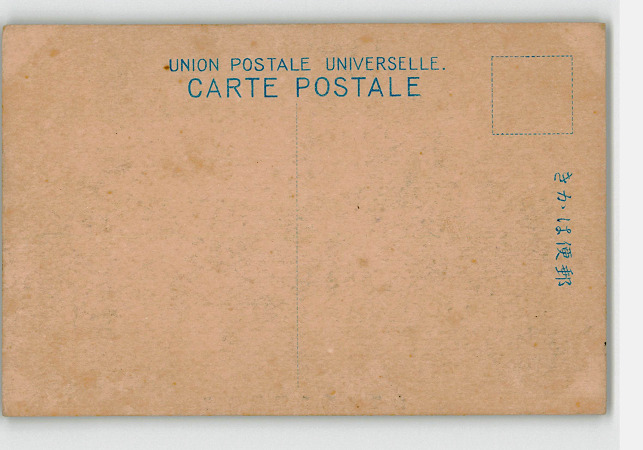 UNION POSTALE UNIVERSELLE.
CARTE POSTALE
きかは便郵